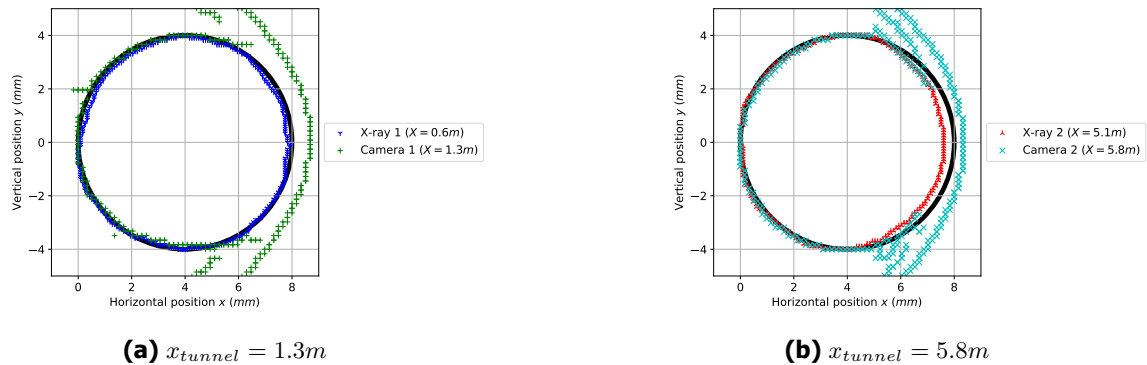 4
2
0
−2
−4
0 2 4 6 8
Vertical position y (mm)
Horizontal position x (mm)
X-ray 1 (X = 0.6m)
Camera 1 (X = 1.3m)
(a) x_tunnel = 1.3m
4
2
0
−2
−4
0 2 4 6 8
Vertical position y (mm)
Horizontal position x (mm)
X-ray 2 (X = 5.1m)
Camera 2 (X = 5.8m)
(b) x_tunnel = 5.8m